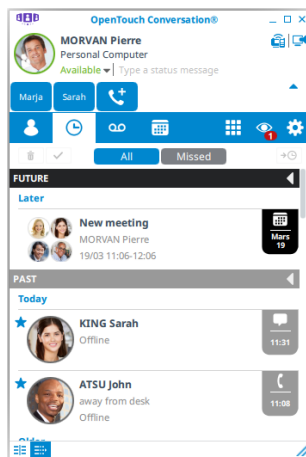 OpenTouch Conversation®
MORVAN Pierre
Personal Computer
Available Type a status message
Marja Sarah
1
All Missed
FUTURE
Later
New meeting
MORVAN Pierre
19/03 11:06-12:06
Mars
19
PAST
Today
KING Sarah
Offline
11:31
ATSU John
away from desk
Offline
11:08
Older